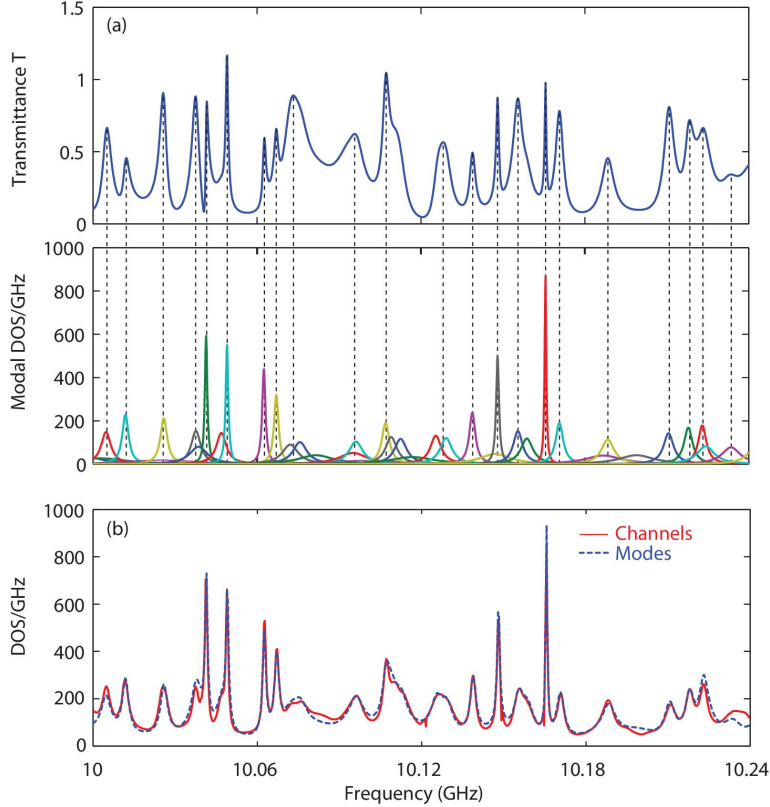 (a)
Transmittance T
1.5
1
0.5
0
Modal DOS/GHz
1000
800
600
400
200
0
(b)
Channels
Modes
DOS/GHz
1000
800
600
400
200
0
10
10.06
10.12
10.18
10.24
Frequency (GHz)